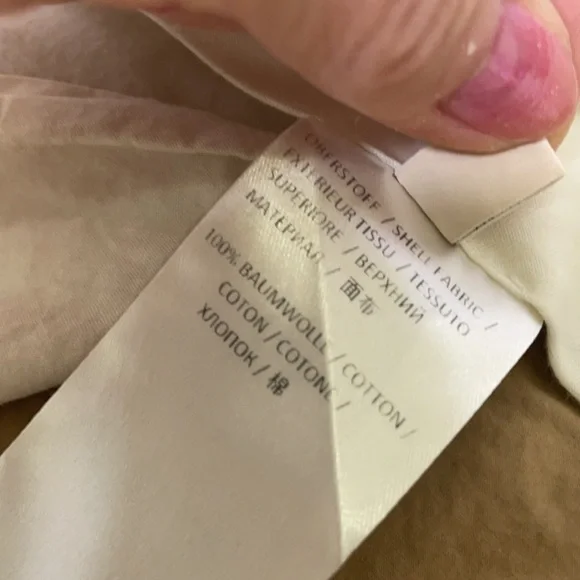 OBERSTOFF / SHELL FABRIC /
EXTERIEUR TISSU / TESSUTO
SUPERIORE / ВЕРХНИЙ
МАТЕРИАЛ / 面布
100% BAUMWOLLE / COTTON /
COTON / COTONE /
ХЛОПОК / 棉